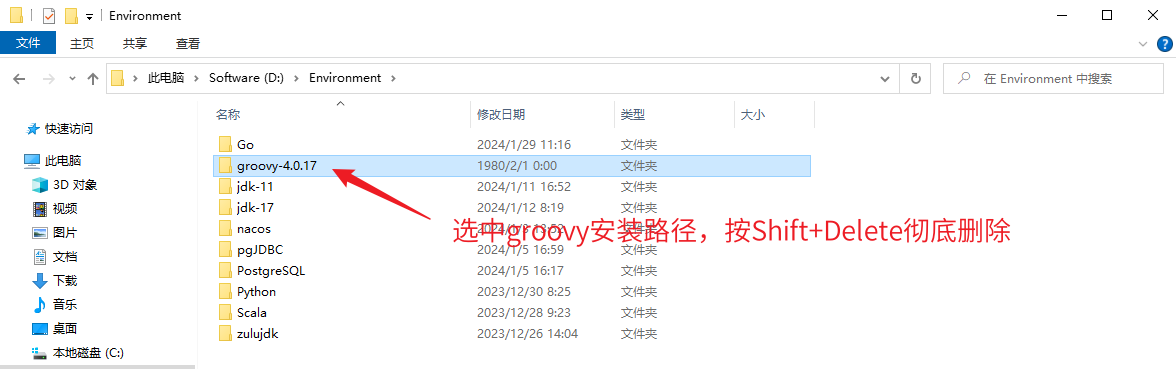 Environment
文件 主页 共享 查看
此电脑 Software (D:) Environment 在 Environment 中搜索
名称 修改日期 类型 大小
快速访问
此电脑
3D 对象
视频
图片
文档
下载
音乐
桌面
本地磁盘 (C:)
Go 2024/1/29 11:16 文件夹
groovy-4.0.17 1980/2/1 0:00 文件夹
jdk-11 2024/1/11 16:52 文件夹
jdk-17 2024/1/12 8:19 文件夹
nacos 2024/1/3 13:52 文件夹
pgJDBC 2024/1/5 16:59 文件夹
PostgreSQL 2024/1/5 16:17 文件夹
Python 2023/12/30 8:25 文件夹
Scala 2023/12/28 9:23 文件夹
zulujdk 2023/12/26 14:04 文件夹
选中groovy安装路径，按Shift+Delete彻底删除